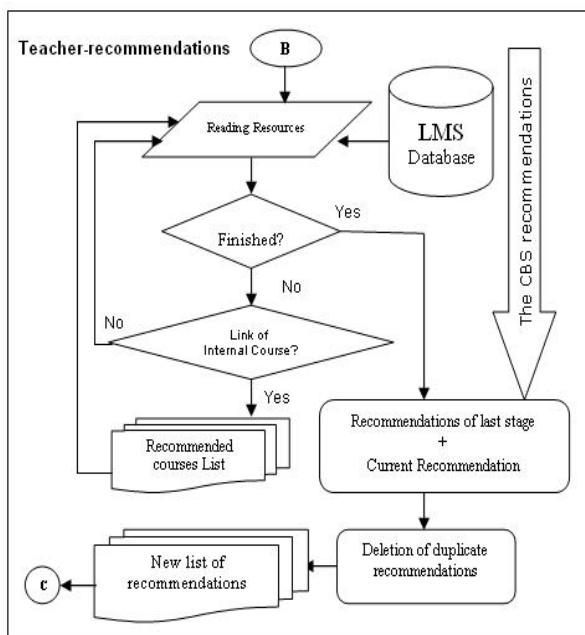 Teacher-recommendations
B
Reading Resources
LMS
Database
Finished?
Yes
No
No
Link of
Internal Course?
Yes
The CBS recommendations
Recommended
courses List
Recommendations of last stage
+
Current Recommendation
New list of
recommendations
Deletion of duplicate
recommendations
C